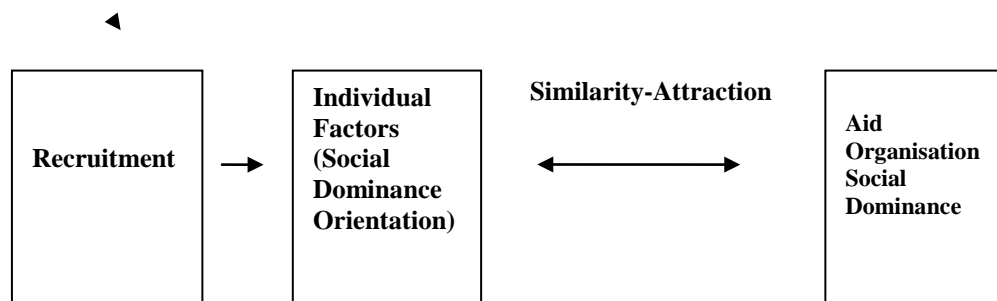 Recruitment
Individual
Factors
(Social
Dominance
Orientation)
Similarity-Attraction
Aid
Organisation
Social
Dominance